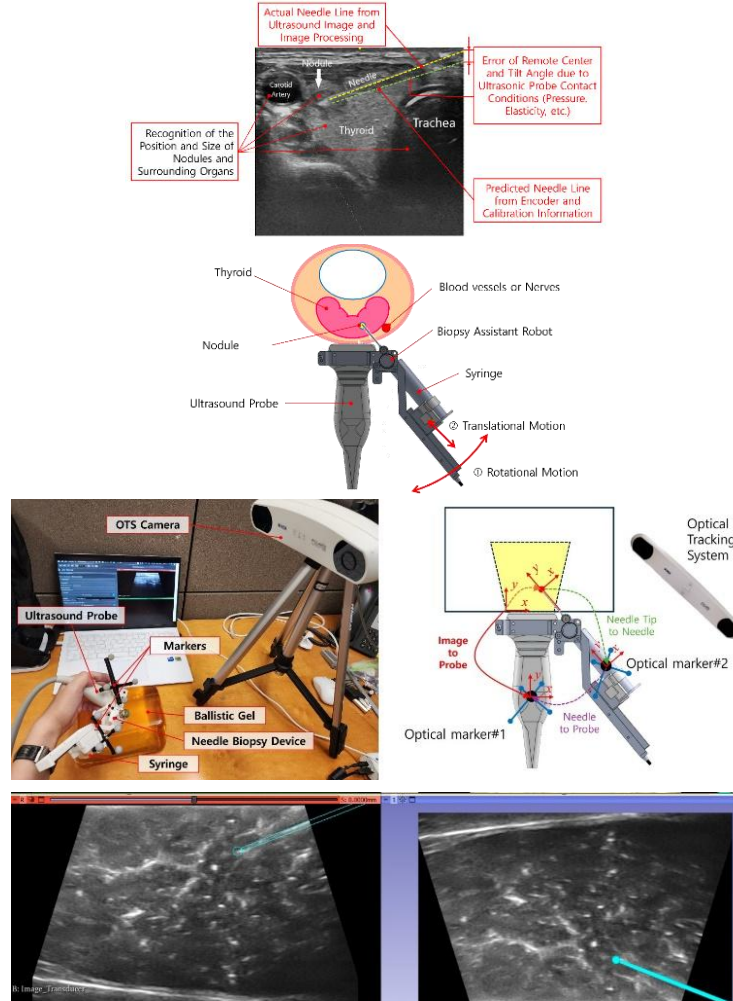 Actual Needle Line from
Ultrasound Image and
Image Processing
Error of Remote Center
and Tilt Angle due to
Ultrasonic Probe Contact
Conditions (Pressure,
Elasticity, etc.)
Nodule
Needle
Carotid
Artery
Thyroid
Trachea
Recognition of the
Position and Size of
Nodules and
Surrounding Organs
Predicted Needle Line
from Encoder and
Calibration Information
Thyroid
Blood vessels or Nerves
Nodule
Biopsy Assistant Robot
Syringe
Ultrasound Probe
② Translational Motion
① Rotational Motion
OTS Camera
Ultrasound Probe
Markers
Ballistic Gel
Needle Biopsy Device
Syringe
Optical
Tracking
System
y
x
y
x
Needle Tip
to Needle
Image
to
Probe
Optical marker#2
y
x
Needle
to Probe
Optical marker#1
R
S: 0.0000mm
1
B: Image_Transducer